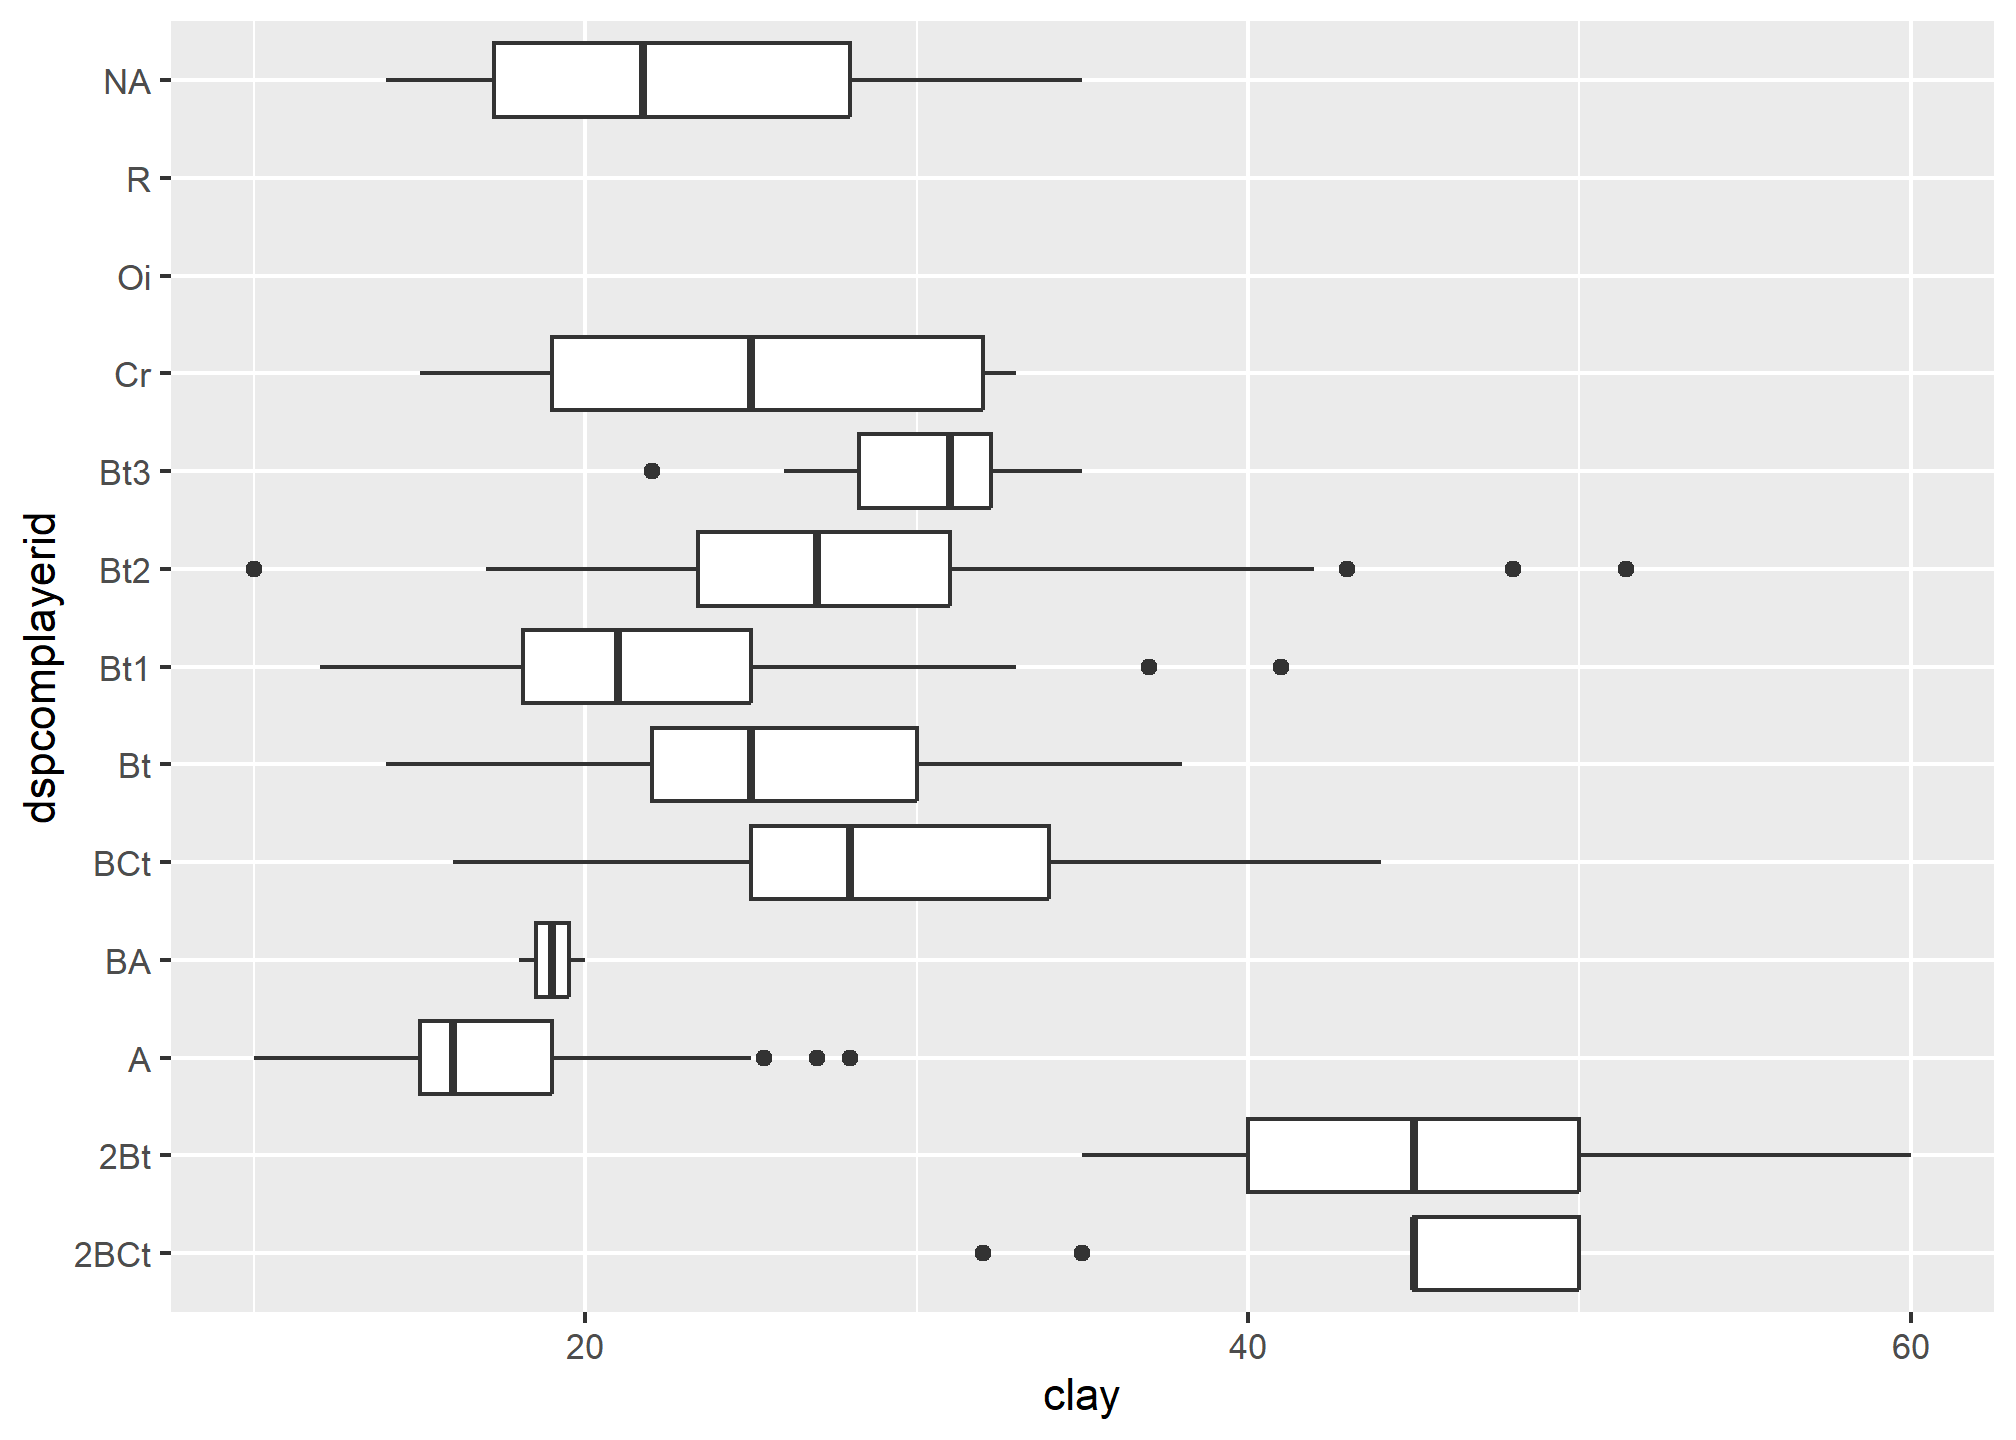 NA
R
Oi
Cr
Bt3
Bt2
Bt1
Bt
BCt
BA
A
2Bt
2BCt
dspcomplayerid
20 40 60
clay